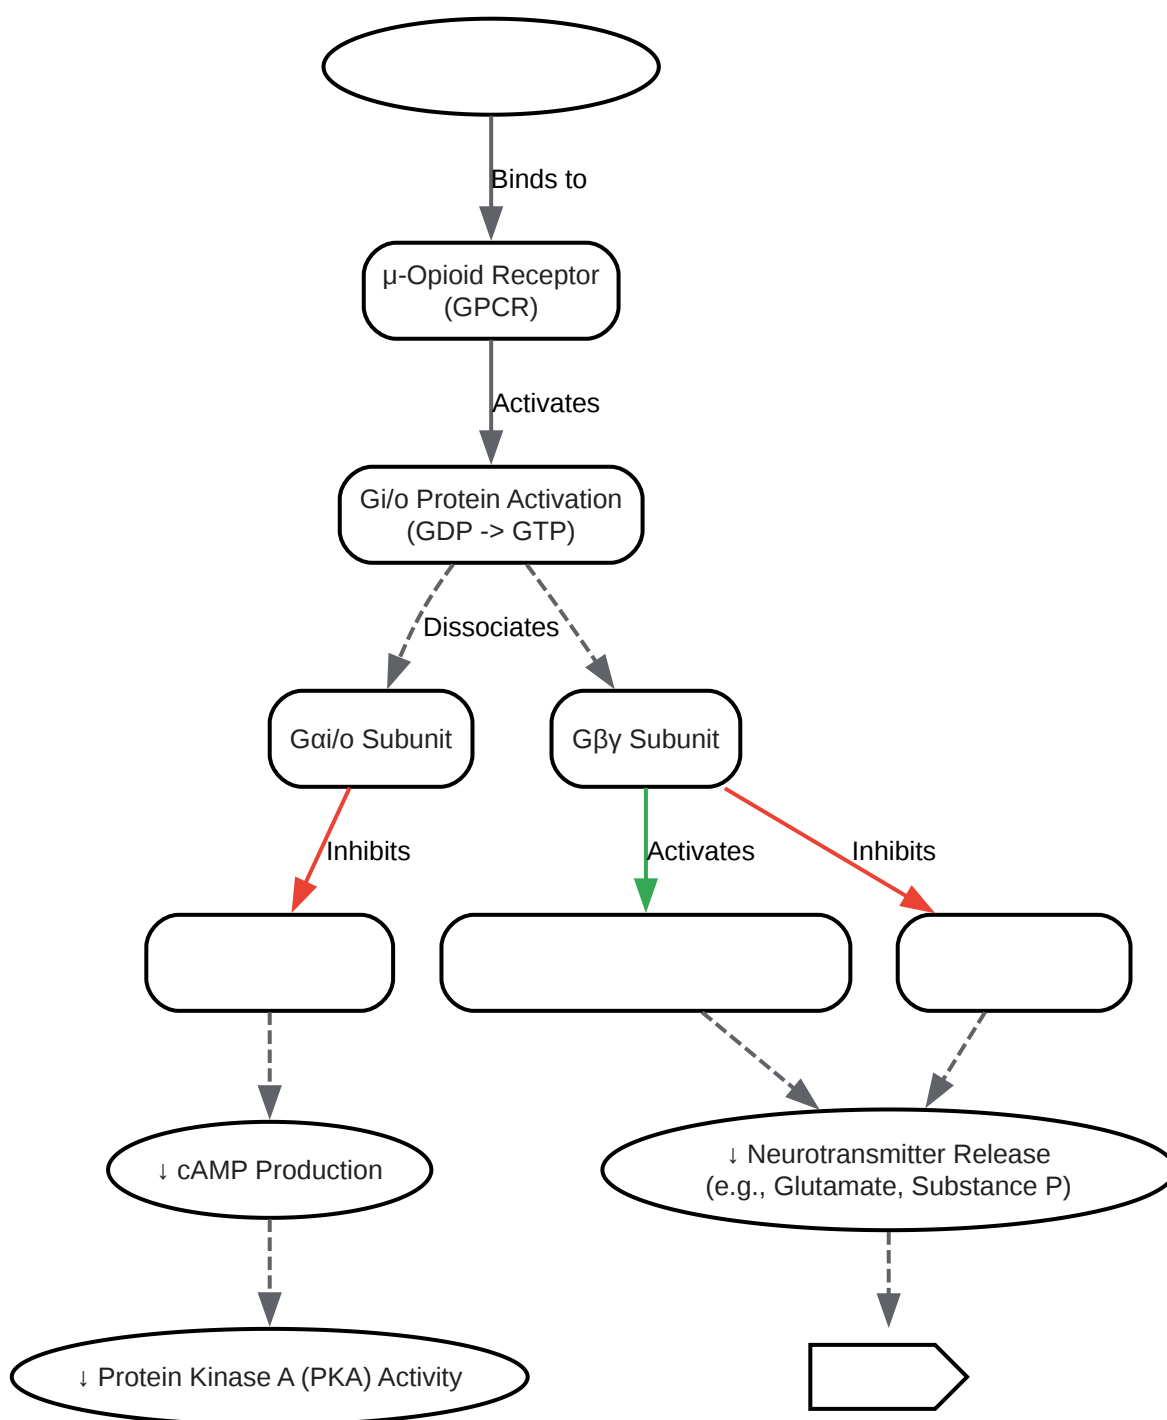 Binds to
μ-Opioid Receptor
(GPCR)
Activates
Gi/o Protein Activation
(GDP -> GTP)
Dissociates
Gαi/o Subunit
Gβγ Subunit
Inhibits
Activates
Inhibits
↓ cAMP Production
↓ Neurotransmitter Release
(e.g., Glutamate, Substance P)
↓ Protein Kinase A (PKA) Activity